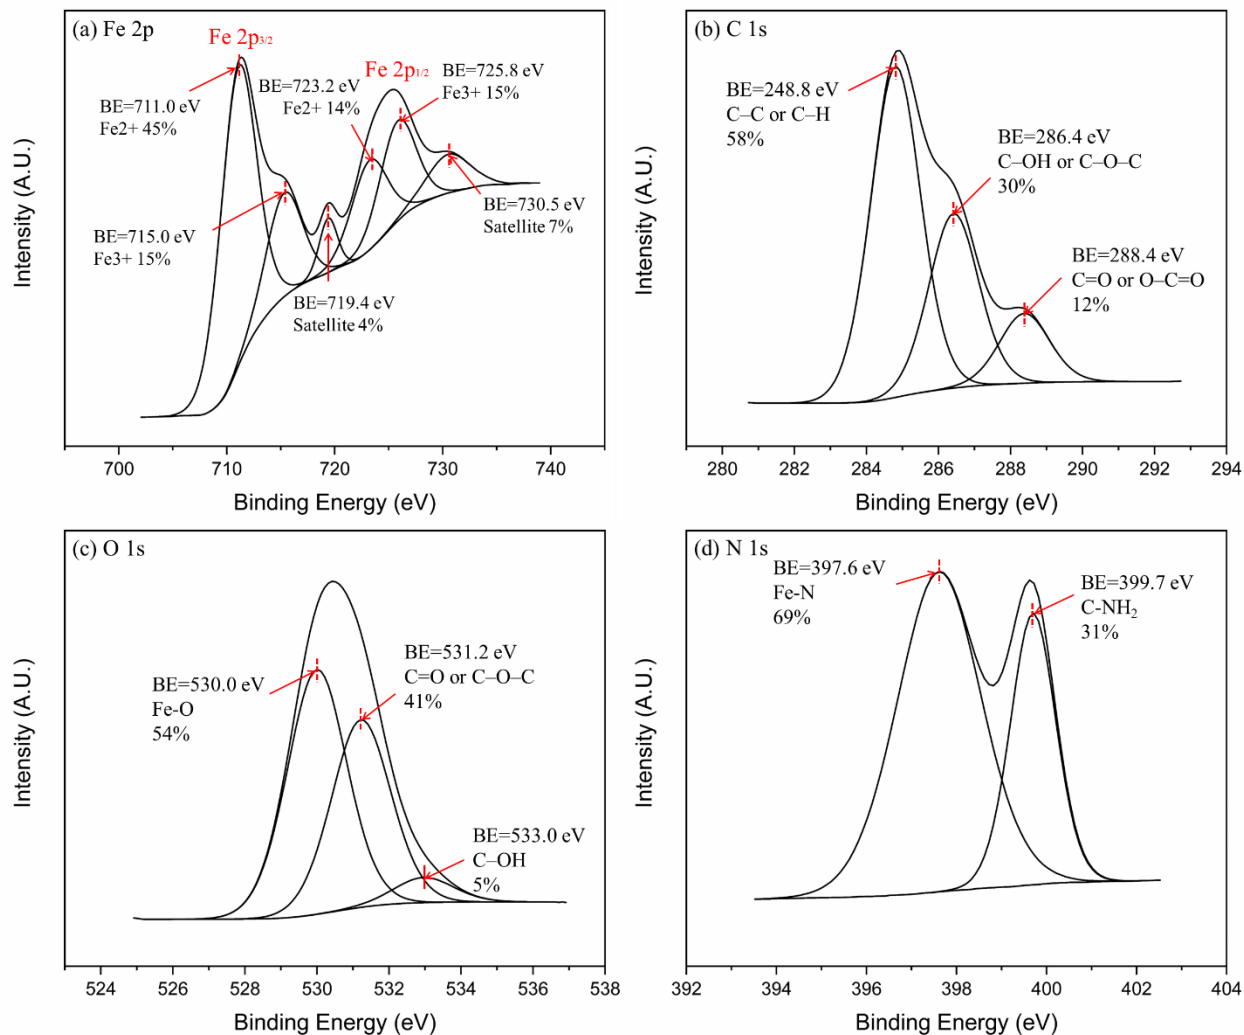 (a) Fe 2p
Fe 2p3/2
BE=711.0 eV
Fe2+ 45%
BE=715.0 eV
Fe3+ 15%
BE=719.4 eV
Satellite 4%
BE=723.2 eV
Fe2+ 14%
Fe 2p1/2
BE=725.8 eV
Fe3+ 15%
BE=730.5 eV
Satellite 7%
Intensity (A.U.)
700 710 720 730 740
Binding Energy (eV)
(b) C 1s
BE=248.8 eV
C–C or C–H
58%
BE=286.4 eV
C–OH or C–O–C
30%
BE=288.4 eV
C=O or O–C=O
12%
Intensity (A.U.)
280 282 284 286 288 290 292 294
Binding Energy (eV)
(c) O 1s
BE=530.0 eV
Fe-O
54%
BE=531.2 eV
C=O or C–O–C
41%
BE=533.0 eV
C–OH
5%
Intensity (A.U.)
524 526 528 530 532 534 536 538
Binding Energy (eV)
(d) N 1s
BE=397.6 eV
Fe-N
69%
BE=399.7 eV
C-NH2
31%
Intensity (A.U.)
392 394 396 398 400 402 404
Binding Energy (eV)